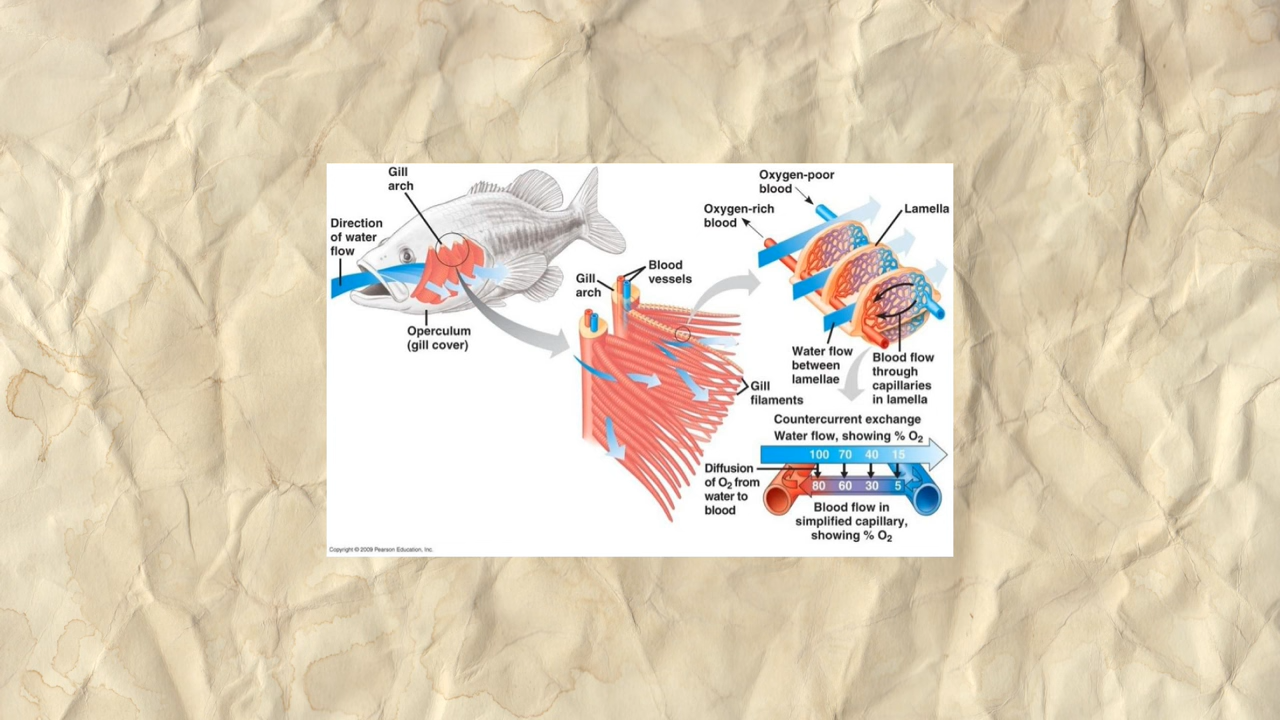 Gill
arch
Direction
of water
flow
Operculum
(gill cover)
Gill
arch
Blood
vessels
Gill
filaments
Oxygen-poor
blood
Oxygen-rich
blood
Lamella
Water flow
between
lamellae
Blood flow
through
capillaries
in lamella
Countercurrent exchange
Water flow, showing % O₂
100 70 40 15
Diffusion
of O₂ from
water to
blood
80 60 30 5
Blood flow in
simplified capillary,
showing % O₂
Copyright © 2009 Pearson Education, Inc.